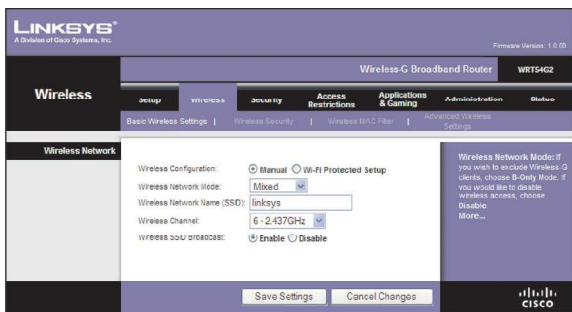 LINKSYS®
A Division of Cisco Systems, Inc.
Firmware Version: 1.0.00
Wireless-G Broadband Router WRT54G2
Wireless
Setup Wireless Security Access Restrictions Applications & Gaming Administration Status
Basic Wireless Settings | Wireless Security | Wireless MAC Filter | Advanced Wireless Settings
Wireless Network
Wireless Configuration: Manual Wi-Fi Protected Setup
Wireless Network Mode: Mixed
Wireless Network Name (SSID): linksys
Wireless Channel: 6 - 2.437GHz
Wireless SSID Broadcast: Enable Disable
Wireless Network Mode: If
you wish to exclude Wireless-G
clients, choose B-Only Mode. If
you would like to disable
wireless access, choose
Disable.
More...
Save Settings Cancel Changes
CISCO